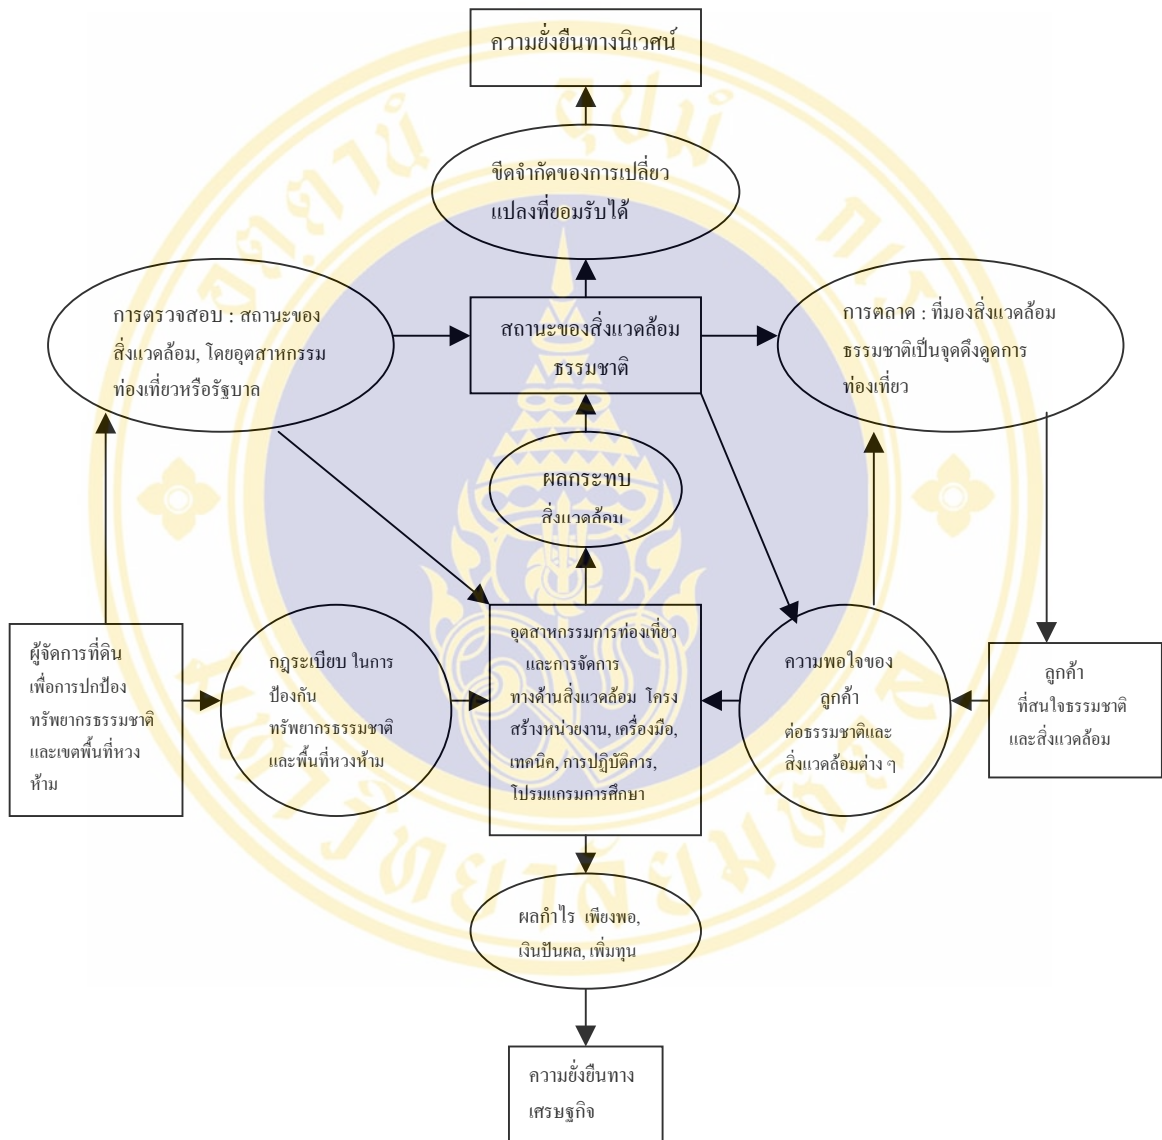 ความยั่งยืนทางนิเวศน์
ขีดจำกัดของการเปลี่ยว
แปลงที่ยอมรับได้
การตรวจสอบ : สถานะของ
สิ่งแวดล้อม, โดยอุตสาหกรรม
ท่องเที่ยวหรือรัฐบาล
สถานะของสิ่งแวดล้อม
ธรรมชาติ
การตลาด : ที่มองสิ่งแวดล้อม
ธรรมชาติเป็นจุดดึงดูดการ
ท่องเที่ยว
ผลกระทบ
สิ่งแวดล้อม
ผู้จัดการที่ดิน
เพื่อการปกป้อง
ทรัพยากรธรรมชาติ
และเขตพื้นที่หวง
ห้าม
กฎระเบียบ ในการ
ป้องกัน
ทรัพยากรธรรมชาติ
และพื้นที่หวงห้าม
อุตสาหกรรมการท่องเที่ยว
และการจัดการ
ทางด้านสิ่งแวดล้อม โครง
สร้างหน่วยงาน, เครื่องมือ,
เทคนิค, การปฏิบัติการ,
โปรมแกรมการศึกษา
ความพอใจของ
ลูกค้า
ต่อธรรมชาติและ
สิ่งแวดล้อมต่าง ๆ
ลูกค้า
ที่สนใจธรรมชาติ
และสิ่งแวดล้อม
ผลกำไร เพียงพอ,
เงินปันผล, เพิ่มทุน
ความยั่งยืนทาง
เศรษฐกิจ
อตฺตานํ อุปมํ กเร
มหาวิทยาลัยมหิดล